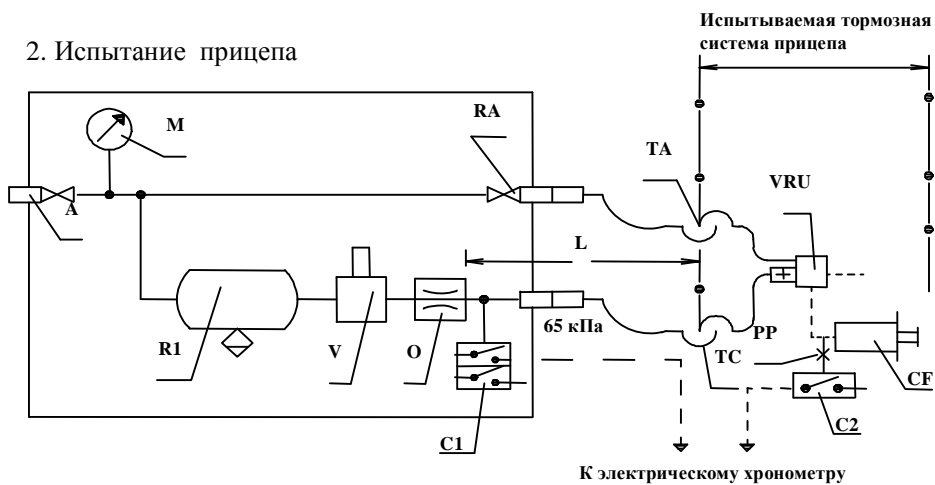 Испытываемая тормозная
система прицепа
2. Испытание прицепа
M
RA
TA
VRU
A
L
65 кПа
R1
V
O
PP
TC
CF
C1
C2
К электрическому хронометру